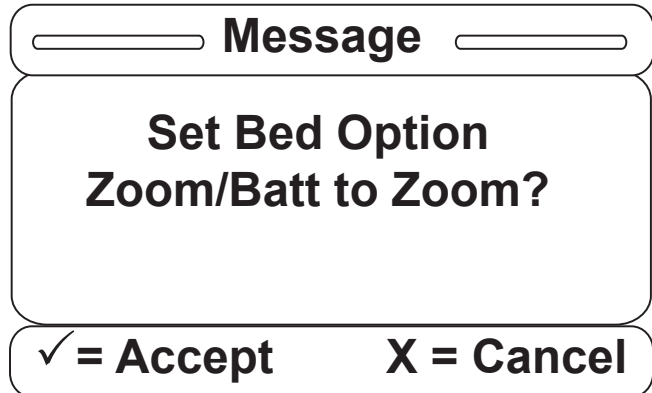 Message
Set Bed Option
Zoom/Batt to Zoom?
✓ = Accept X = Cancel